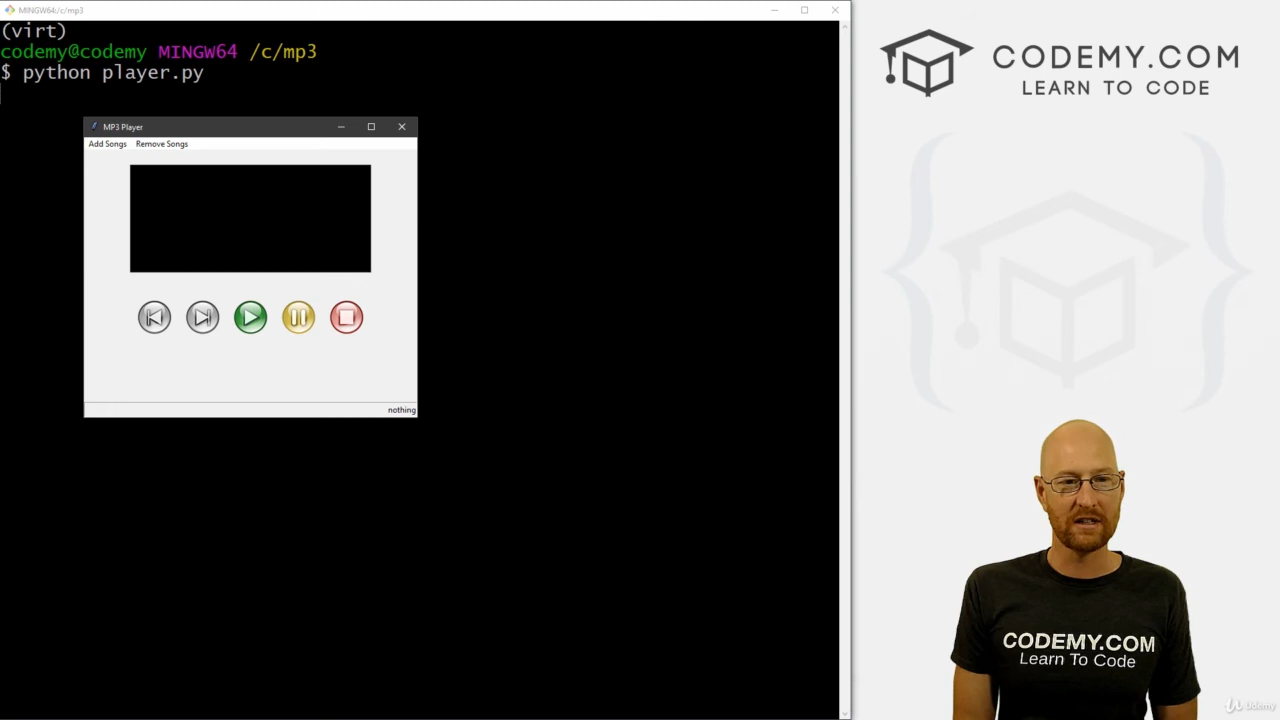 MINGW64:/c/mp3
(virt)
codemy@codemy MINGW64 /c/mp3
$ python player.py
MP3 Player
Add Songs Remove Songs
nothing
CODEMY.COM
LEARN TO CODE
CODEMY.COM
Learn To Code
Udemy